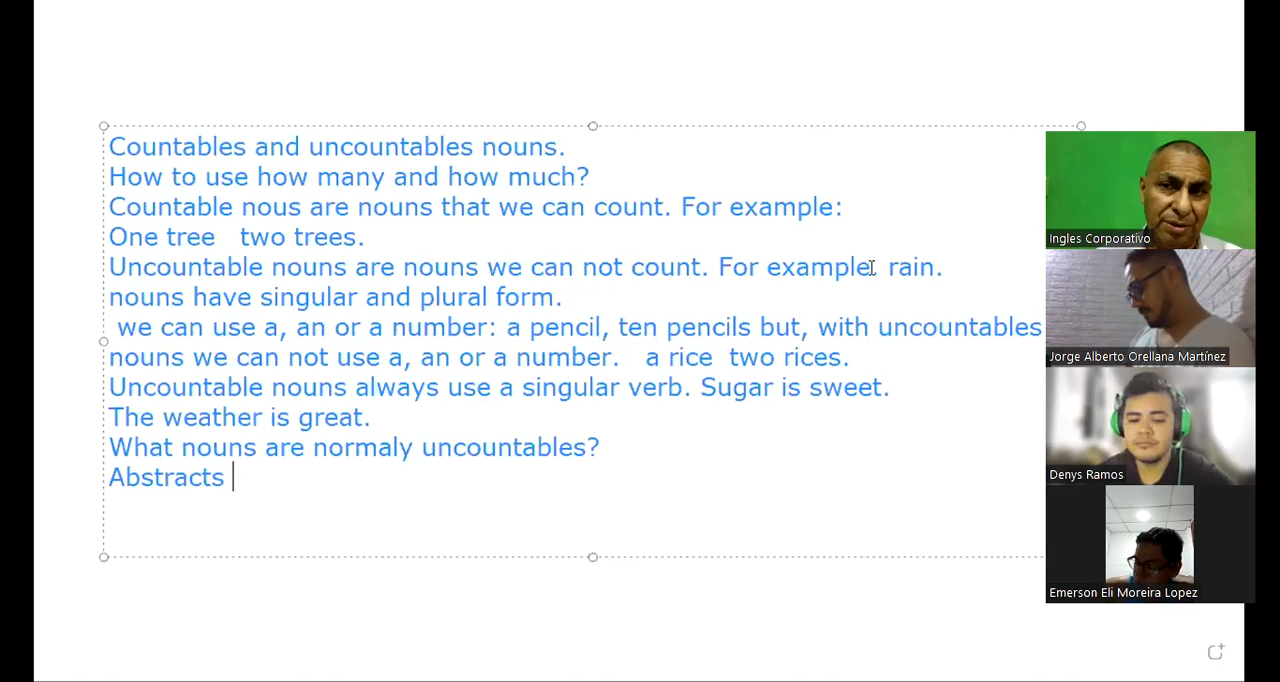 Countables and uncountables nouns.
How to use how many and how much?
Countable nous are nouns that we can count. For example:
One tree   two trees.
Uncountable nouns are nouns we can not count. For example: rain.
nouns have singular and plural form.
we can use a, an or a number: a pencil, ten pencils but, with uncountables
nouns we can not use a, an or a number.   a rice  two rices.
Uncountable nouns always use a singular verb. Sugar is sweet.
The weather is great.
What nouns are normaly uncountables?
Abstracts
Ingles Corporativo
Jorge Alberto Orellana Martínez
Denys Ramos
Emerson Eli Moreira Lopez